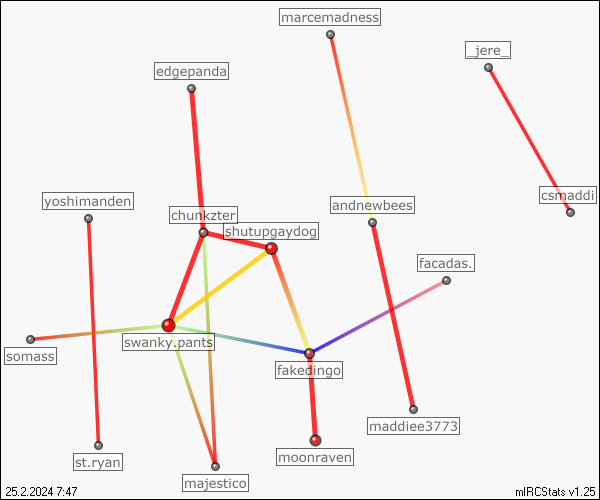 marcemadness
_jere_
edgepanda
csmaddi
yoshimanden
andnewbees
chunkzter
shutupgaydog
facadas.
swanky.pants
somass
fakedingo
maddiee3773
moonraven
st.ryan
majestico
25.2.2024 7:47
mIRCStats v1.25